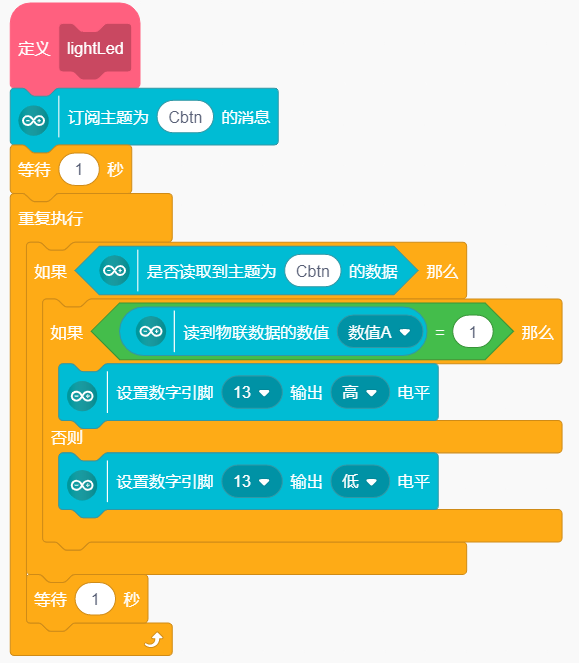 定义 lightLed
订阅主题为 Cbtn 的消息
等待 1 秒
重复执行
如果 是否读取到主题为 Cbtn 的数据 那么
如果 读到物联数据的数值 数值A = 1 那么
设置数字引脚 13 输出 高 电平
否则
设置数字引脚 13 输出 低 电平
等待 1 秒